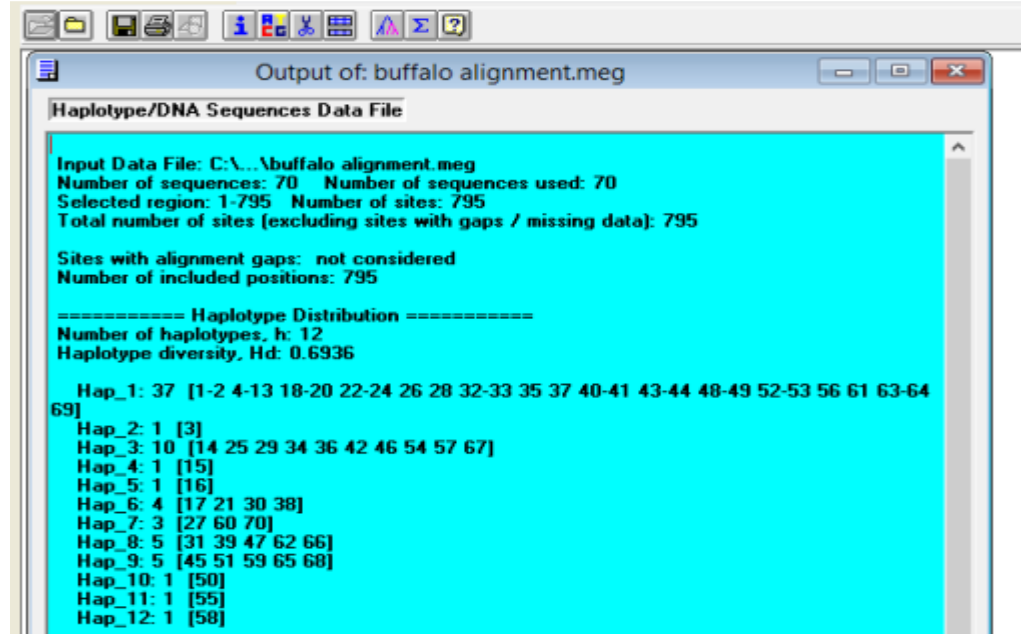 Output of: buffalo alignment.meg
Haplotype/DNA Sequences Data File
Input Data File: C:\...\buffalo alignment.meg
Number of sequences: 70 Number of sequences used: 70
Selected region: 1-795 Number of sites: 795
Total number of sites (excluding sites with gaps / missing data): 795
Sites with alignment gaps: not considered
Number of included positions: 795
=========== Haplotype Distribution ===========
Number of haplotypes, h: 12
Haplotype diversity, Hd: 0.6936
Hap_1: 37 [1-2 4-13 18-20 22-24 26 28 32-33 35 37 40-41 43-44 48-49 52-53 56 61 63-64
69]
Hap_2: 1 [3]
Hap_3: 10 [14 25 29 34 36 42 46 54 57 67]
Hap_4: 1 [15]
Hap_5: 1 [16]
Hap_6: 4 [17 21 30 38]
Hap_7: 3 [27 60 70]
Hap_8: 5 [31 39 47 62 66]
Hap_9: 5 [45 51 59 65 68]
Hap_10: 1 [50]
Hap_11: 1 [55]
Hap_12: 1 [58]